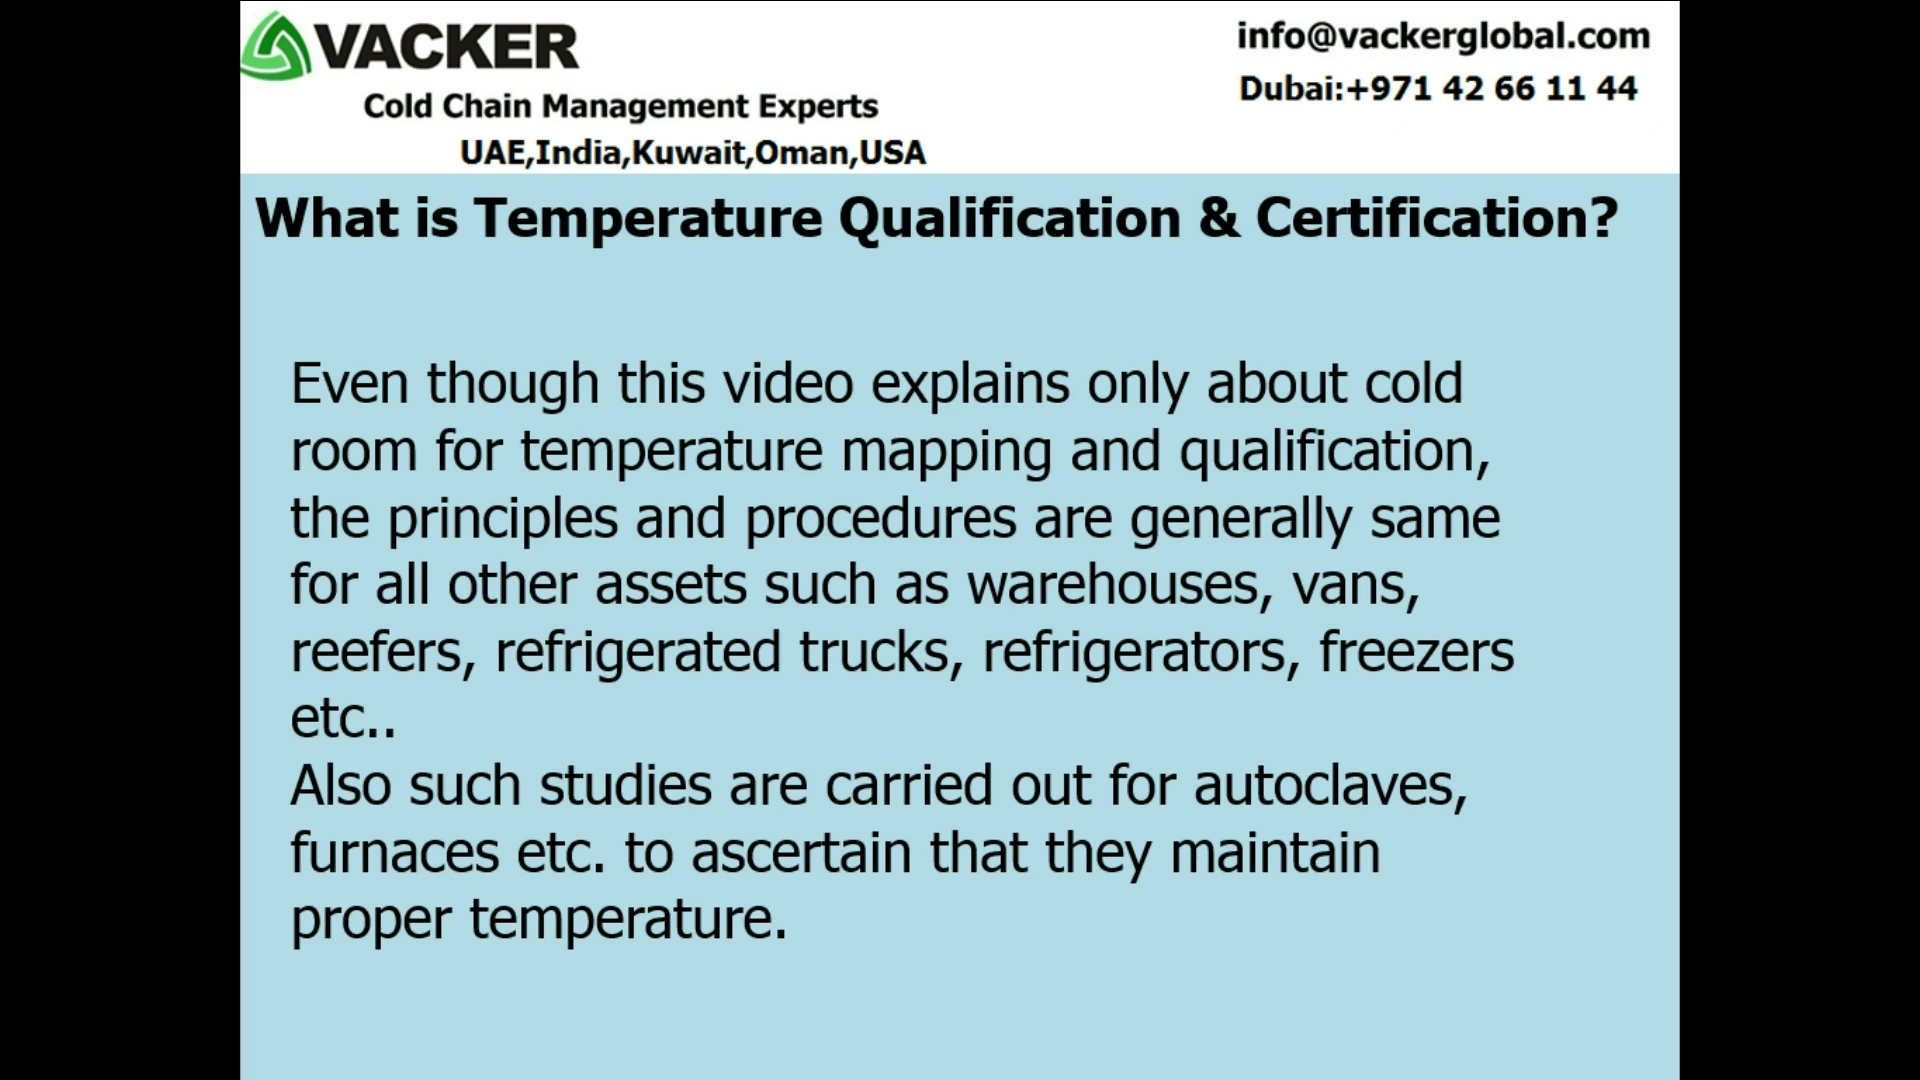 VACKER
Cold Chain Management Experts
UAE,India,Kuwait,Oman,USA
info@vackerglobal.com
Dubai:+971 42 66 11 44
What is Temperature Qualification & Certification?
Even though this video explains only about cold
room for temperature mapping and qualification,
the principles and procedures are generally same
for all other assets such as warehouses, vans,
reefers, refrigerated trucks, refrigerators, freezers
etc..
Also such studies are carried out for autoclaves,
furnaces etc. to ascertain that they maintain
proper temperature.